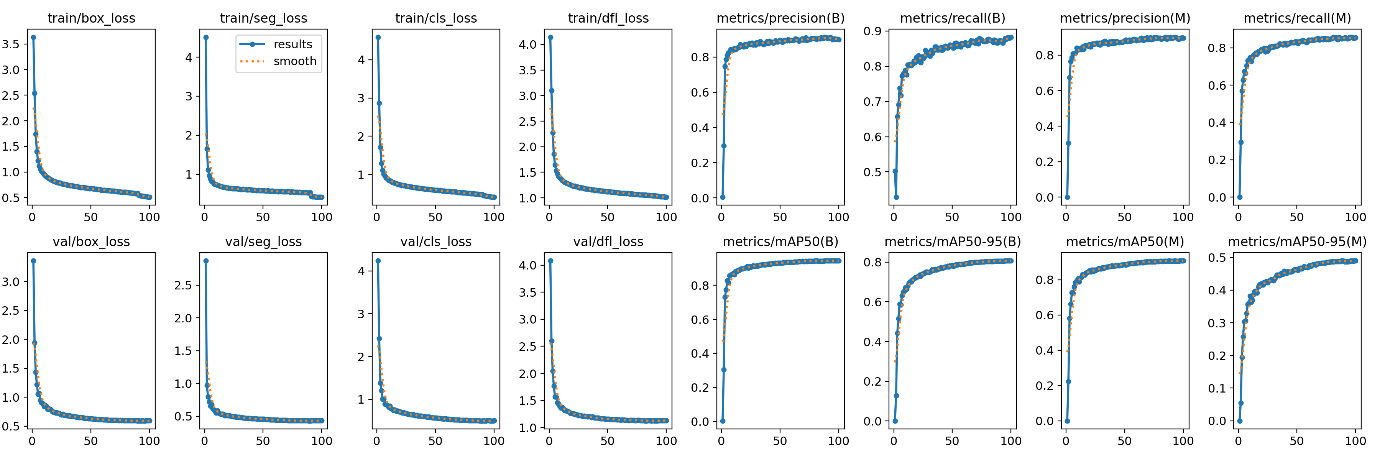 train/box_loss
train/seg_loss
train/cls_loss
train/dfl_loss
metrics/precision(B)
metrics/recall(B)
metrics/precision(M)
metrics/recall(M)
3.5
3.0
2.5
2.0
1.5
1.0
0.5
0 50 100
results
smooth
4
3
2
1
0 50 100
4
3
2
1
0 50 100
4.0
3.5
3.0
2.5
2.0
1.5
1.0
0 50 100
0.8
0.6
0.4
0.2
0.0
0 50 100
0.9
0.8
0.7
0.6
0.5
0 50 100
0.8
0.6
0.4
0.2
0.0
0 50 100
0.8
0.6
0.4
0.2
0.0
0 50 100
val/box_loss
val/seg_loss
val/cls_loss
val/dfl_loss
metrics/mAP50(B)
metrics/mAP50-95(B)
metrics/mAP50(M)
metrics/mAP50-95(M)
3.0
2.5
2.0
1.5
1.0
0.5
0 50 100
2.5
2.0
1.5
1.0
0.5
0 50 100
4
3
2
1
0 50 100
4.0
3.5
3.0
2.5
2.0
1.5
1.0
0 50 100
0.8
0.6
0.4
0.2
0.0
0 50 100
0.8
0.6
0.4
0.2
0.0
0 50 100
0.8
0.6
0.4
0.2
0.0
0 50 100
0.5
0.4
0.3
0.2
0.1
0.0
0 50 100